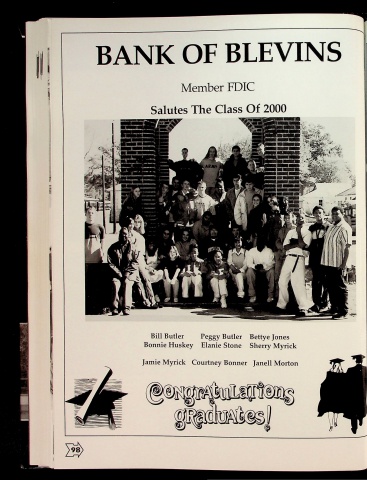 BANK OF BLEVINS
Member FDIC
Salutes The Class Of 2000
Bill Butler Peggy Butler Bettye Jones
Bonnie Huskey Elanie Stone Sherry Myrick
Jamie Myrick Courtney Bonner Janell Morton
Congratulations
graduates!
98